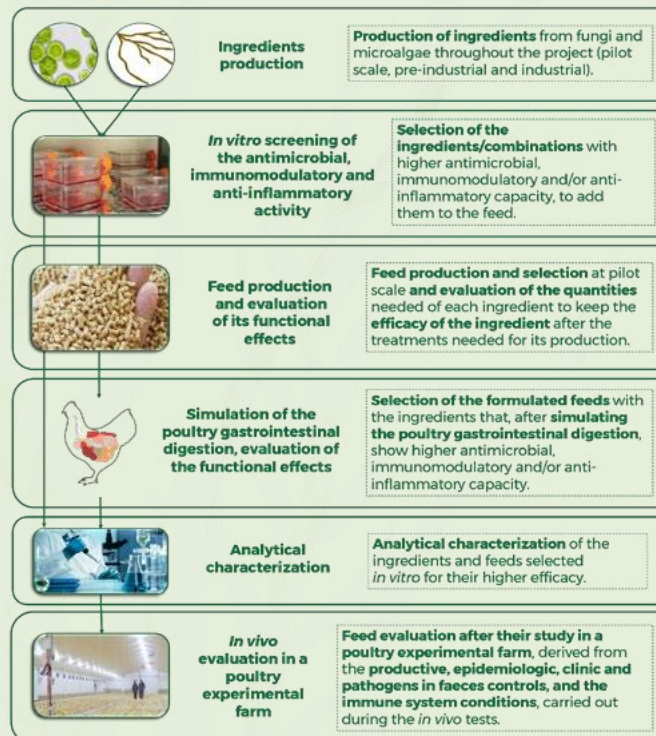 Ingredients
production
Production of ingredients from fungi and
microalgae throughout the project (pilot
scale, pre-industrial and industrial).
In vitro screening of
the antimicrobial,
immunomodulatory and
anti-inflammatory
activity
Selection of the
ingredients/combinations with
higher antimicrobial,
immunomodulatory and/or anti-
inflammatory capacity, to add
them to the feed.
Feed production
and evaluation
of its functional
effects
Feed production and selection at pilot
scale and evaluation of the quantities
needed of each ingredient to keep the
efficacy of the ingredient after the
treatments needed for its production.
Simulation of the
poultry gastrointestinal
digestion, evaluation of
the functional effects
Selection of the formulated feeds with
the ingredients that, after simulating
the poultry gastrointestinal digestion,
show higher antimicrobial,
immunomodulatory and/or anti-
inflammatory capacity.
Analytical
characterization
Analytical characterization of the
ingredients and feeds selected
in vitro for their higher efficacy.
In vivo
evaluation in a
poultry
experimental
farm
Feed evaluation after their study in a
poultry experimental farm, derived from
the productive, epidemiologic, clinic and
pathogens in faeces controls, and the
immune system conditions, carried out
during the in vivo tests.